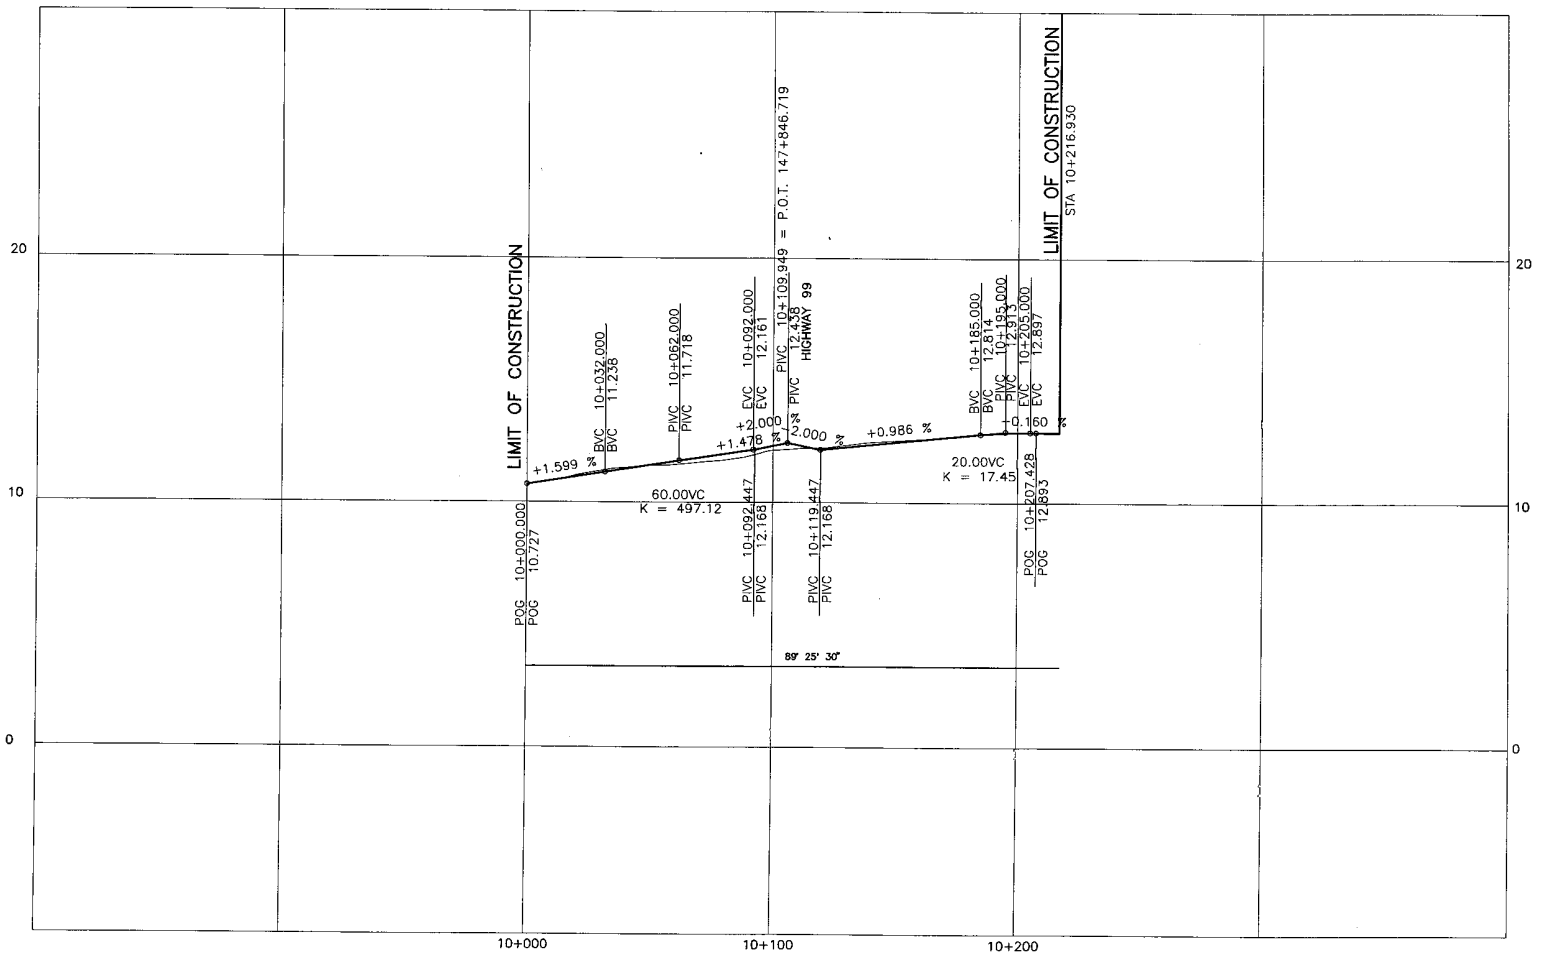 LIMIT OF CONSTRUCTION
STA 10+216.930
LIMIT OF CONSTRUCTION
20
20
10
10
0
0
BVC 10+032.000
BVC 11.238
PIVC 10+062.000
PIVC 11.718
EVC 10+092.000
EVC 12.161
PIVC 10+109.949 = P.O.T. 147+846.719
PIVC 12.438
HIGHWAY 99
BVC 10+185.000
BVC 12.814
PIVC 10+195.000
PIVC 12.913
EVC 10+205.000
EVC 12.897
+1.599 %
+1.478 %
+2.000 %
-2.000 %
+0.986 %
+0.160 %
60.00VC
K = 497.12
20.00VC
K = 17.45
POG 10+000.000
POG 10.727
PIVC 10+092.447
PIVC 12.168
PIVC 10+119.447
PIVC 12.168
POG 10+207.428
POG 12.893
89° 25' 30"
10+000
10+100
10+200